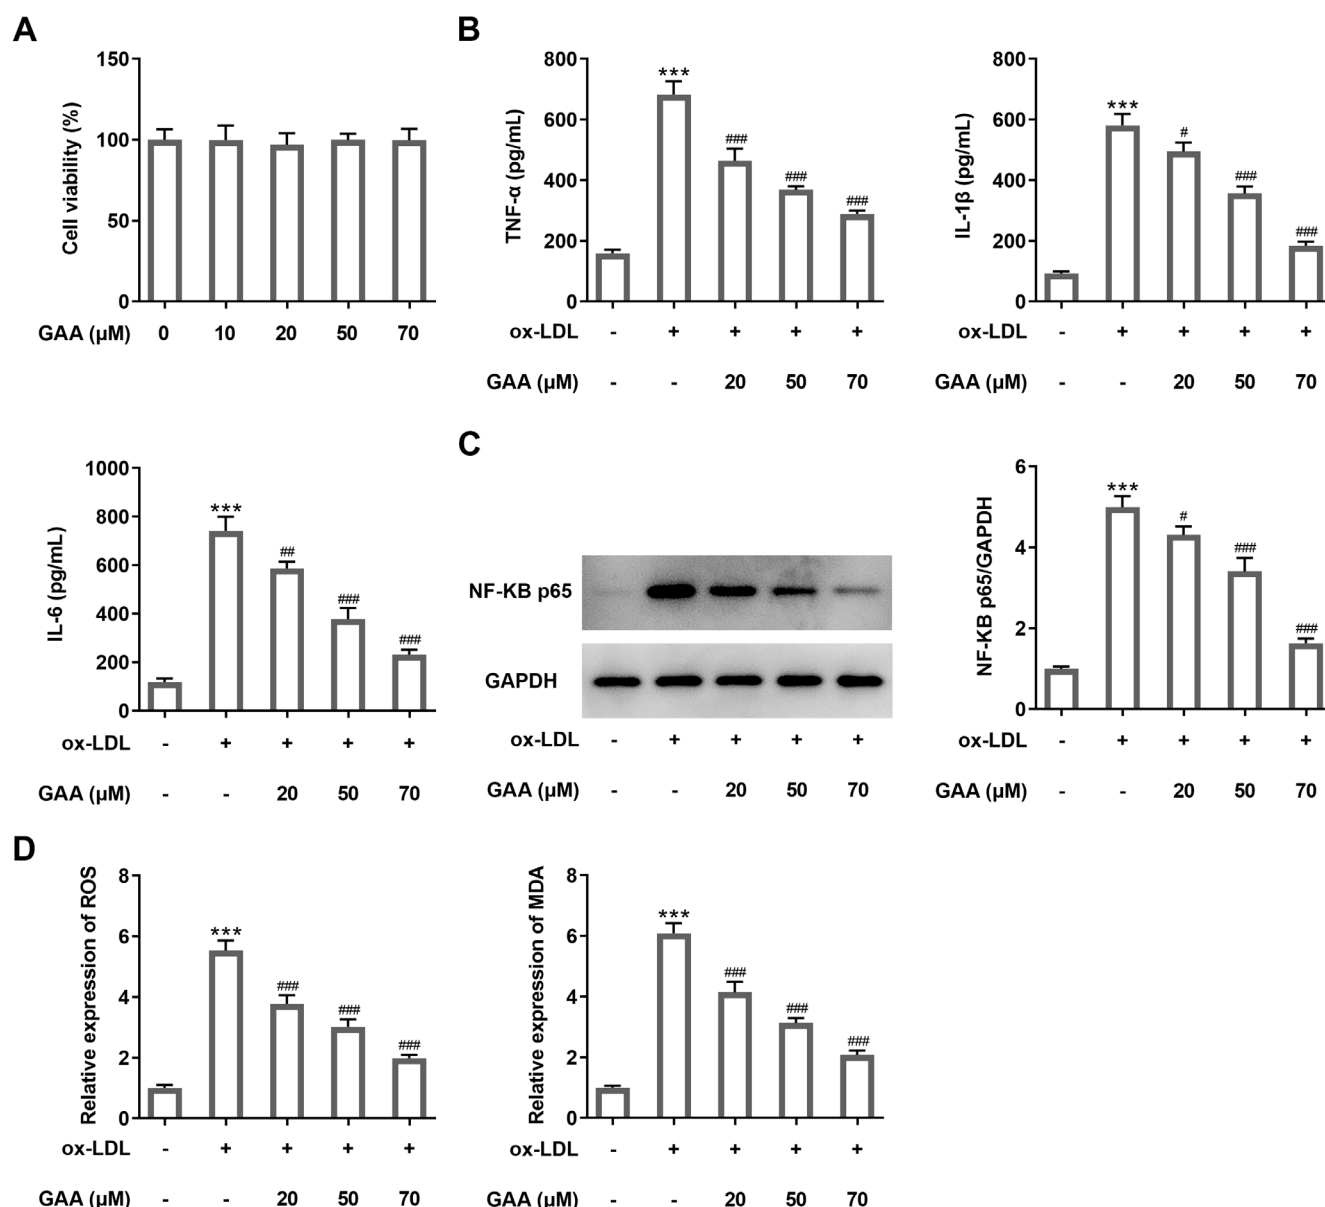 A
Cell viability (%)
150
100
50
0
GAA (µM) 0 10 20 50 70
B
TNF-α (pg/mL)
800
600
400
200
0
***
###
###
###
ox-LDL - + + + +
GAA (µM) - - 20 50 70
IL-1β (pg/mL)
800
600
400
200
0
***
#
###
###
ox-LDL - + + + +
GAA (µM) - - 20 50 70
IL-6 (pg/mL)
1000
800
600
400
200
0
***
##
###
###
ox-LDL - + + + +
GAA (µM) - - 20 50 70
C
NF-KB p65
GAPDH
ox-LDL - + + + +
GAA (µM) - - 20 50 70
NF-KB p65/GAPDH
6
4
2
0
***
#
###
###
ox-LDL - + + + +
GAA (µM) - - 20 50 70
D
Relative expression of ROS
8
6
4
2
0
***
###
###
###
ox-LDL - + + + +
GAA (µM) - - 20 50 70
Relative expression of MDA
8
6
4
2
0
***
###
###
###
ox-LDL - + + + +
GAA (µM) - - 20 50 70